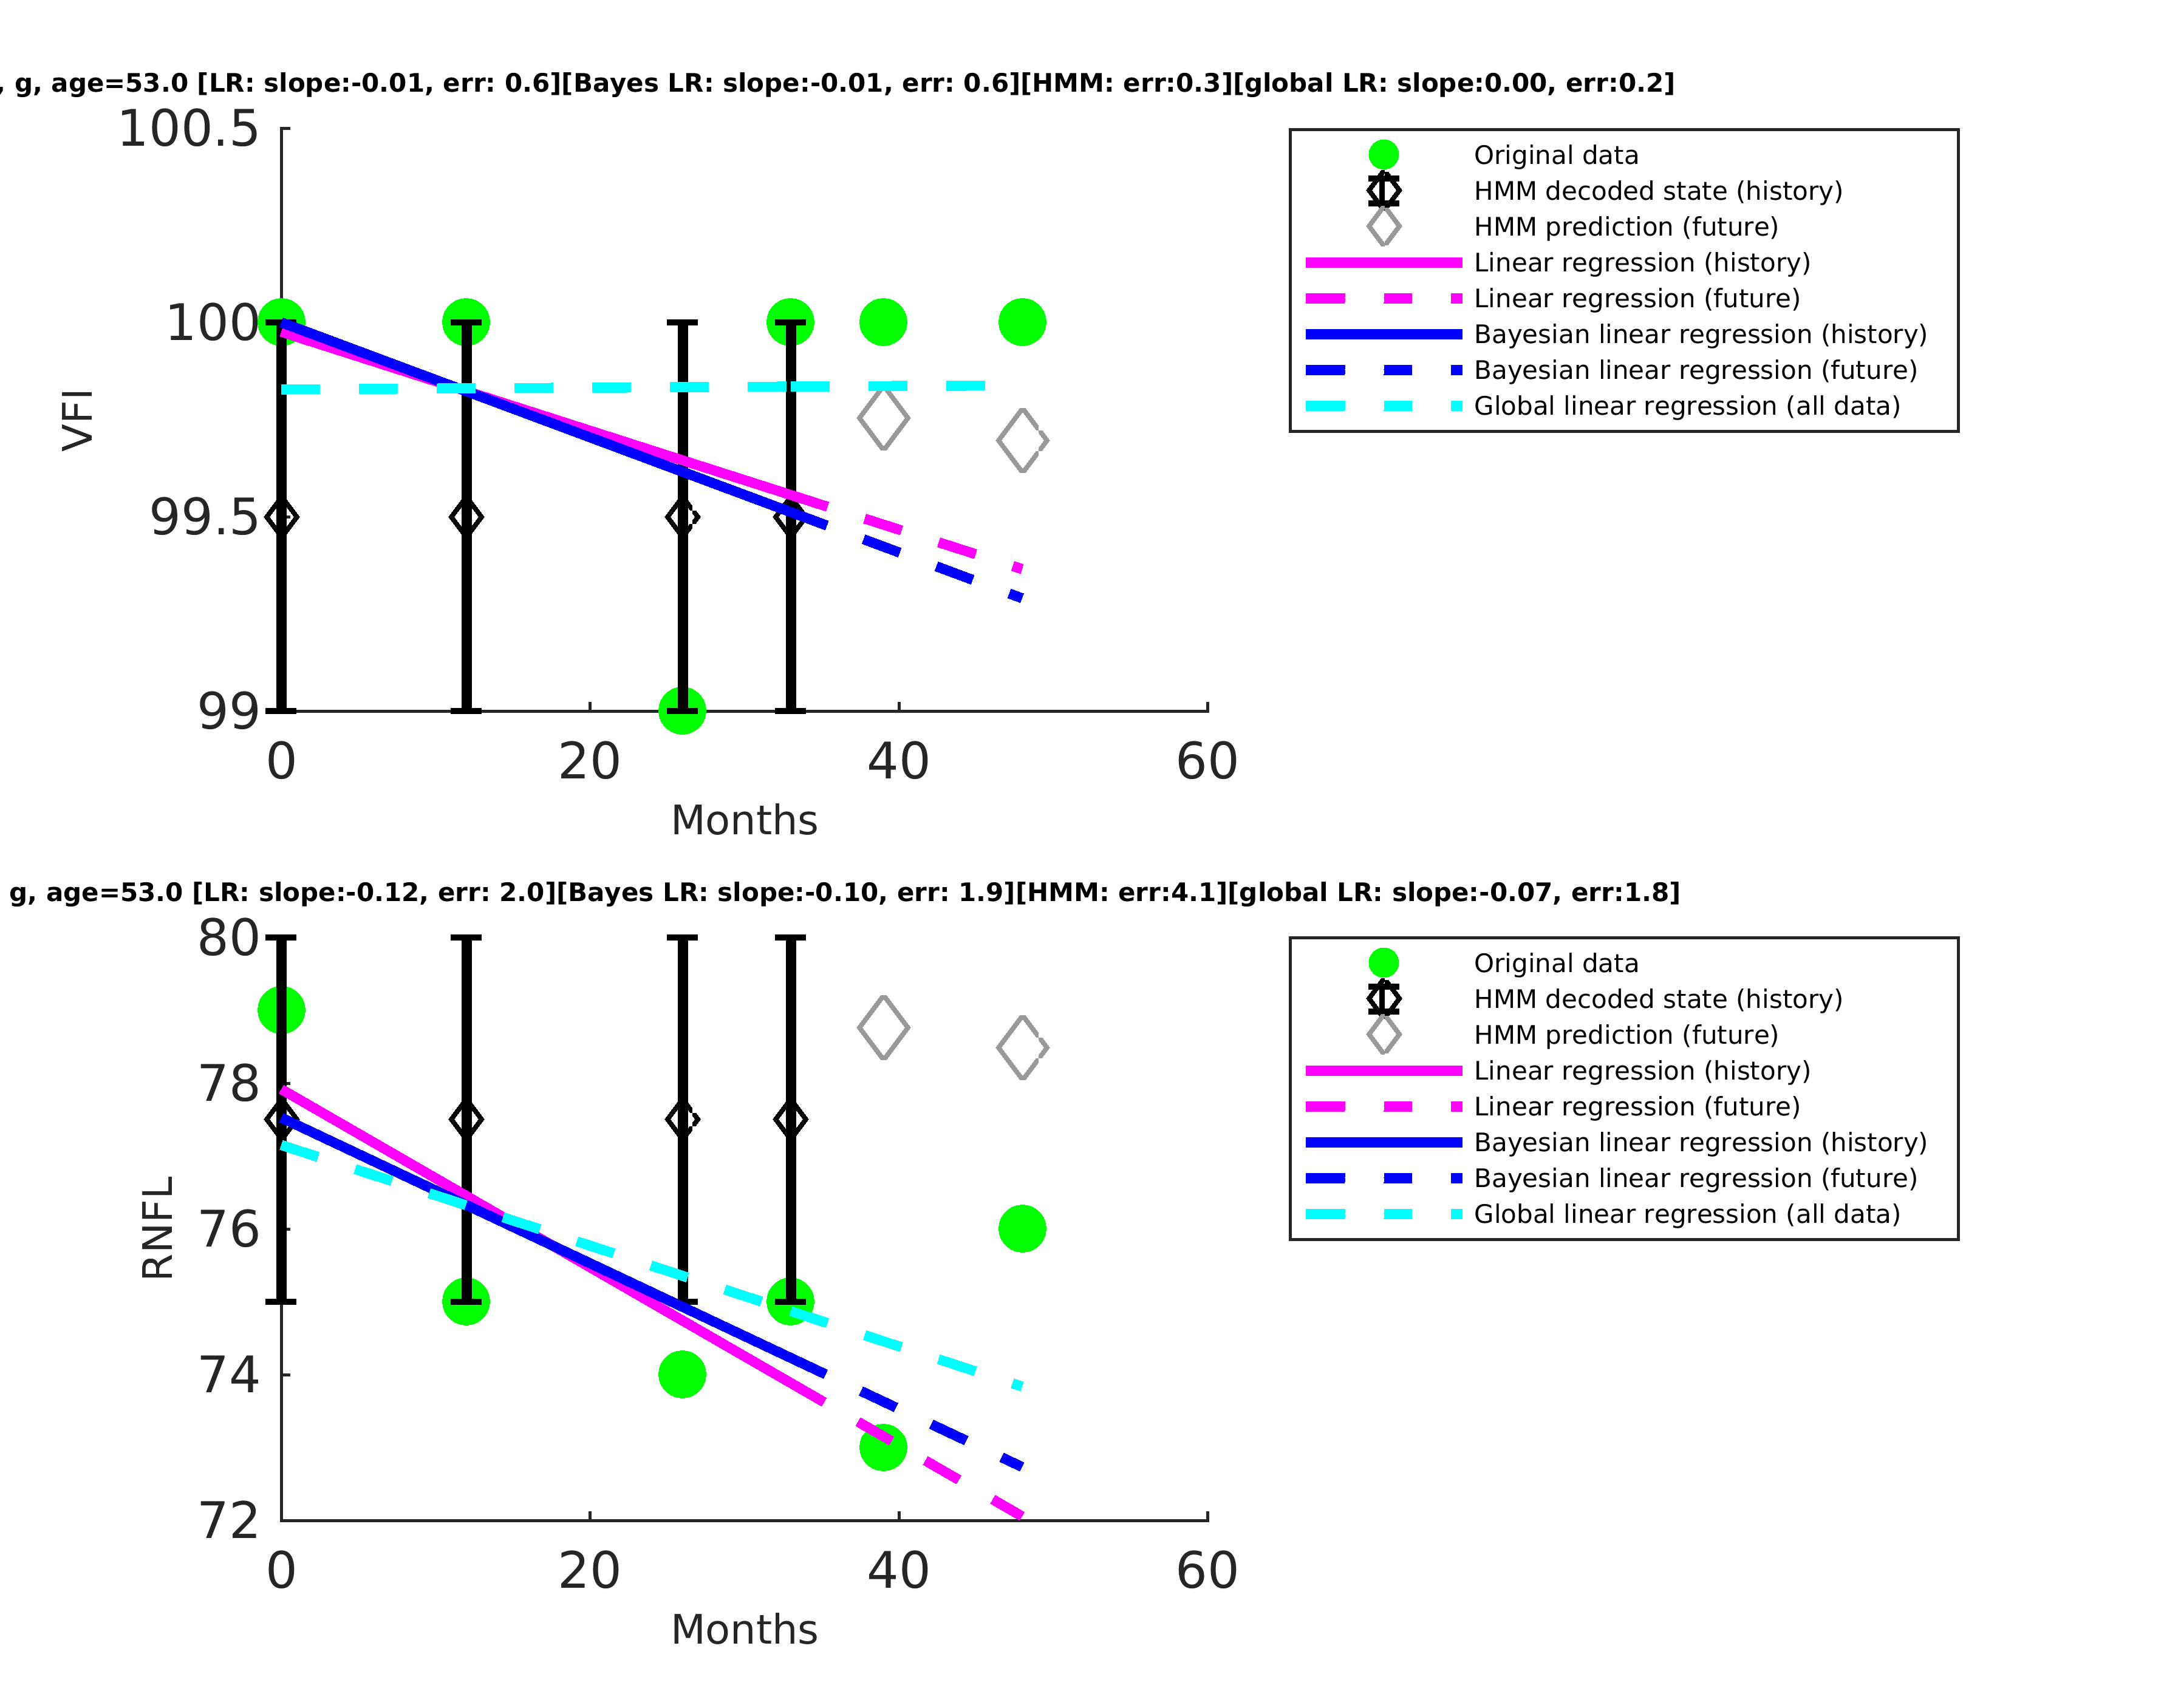 , g, age=53.0 [LR: slope:-0.01, err: 0.6][Bayes LR: slope:-0.01, err: 0.6][HMM: err:0.3][global LR: slope:0.00, err:0.2]
100.5
100
99.5
99
VFI
0 20 40 60
Months
Original data
HMM decoded state (history)
HMM prediction (future)
Linear regression (history)
Linear regression (future)
Bayesian linear regression (history)
Bayesian linear regression (future)
Global linear regression (all data)
g, age=53.0 [LR: slope:-0.12, err: 2.0][Bayes LR: slope:-0.10, err: 1.9][HMM: err:4.1][global LR: slope:-0.07, err:1.8]
80
78
76
74
72
RNFL
0 20 40 60
Months
Original data
HMM decoded state (history)
HMM prediction (future)
Linear regression (history)
Linear regression (future)
Bayesian linear regression (history)
Bayesian linear regression (future)
Global linear regression (all data)